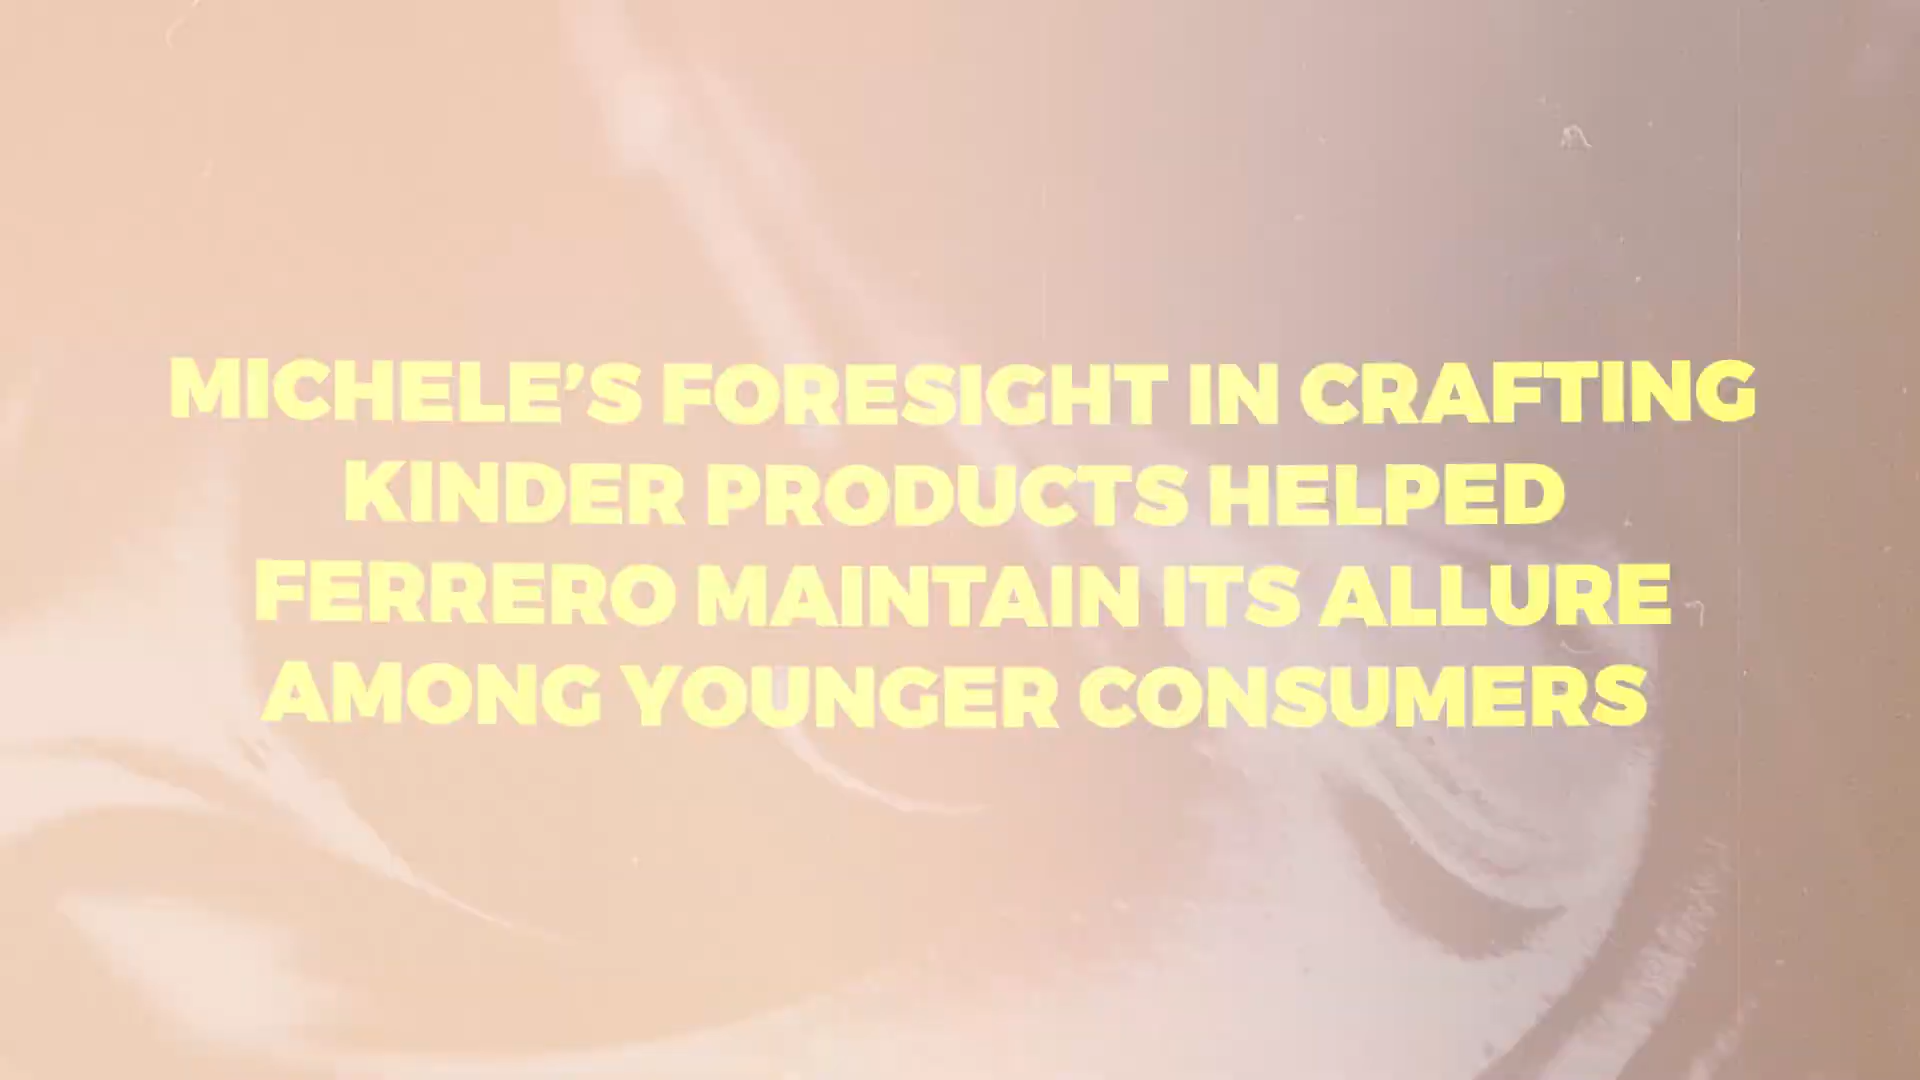 MICHELE’S FORESIGHT IN CRAFTING
KINDER PRODUCTS HELPED
FERRERO MAINTAIN ITS ALLURE
AMONG YOUNGER CONSUMERS